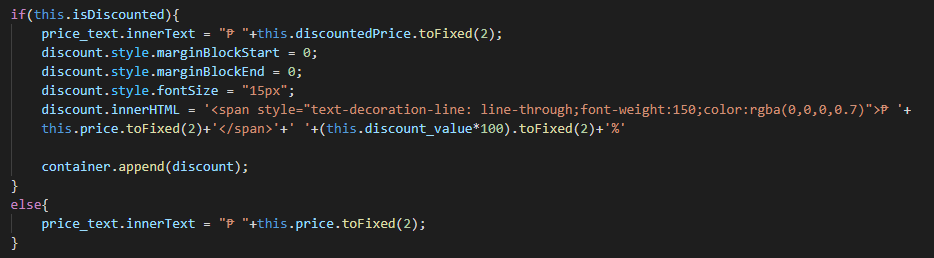 if(this.isDiscounted){
    price_text.innerText = "₱ "+this.discountedPrice.toFixed(2);
    discount.style.marginBlockStart = 0;
    discount.style.marginBlockEnd = 0;
    discount.style.fontSize = "15px";
    discount.innerHTML = '<span style="text-decoration-line: line-through;font-weight:150;color:rgba(0,0,0,0.7)">₱ '+
    this.price.toFixed(2)+'</span>'+' '+(this.discount_value*100).toFixed(2)+'%'
    container.append(discount);
}
else{
    price_text.innerText = "₱ "+this.price.toFixed(2);
}